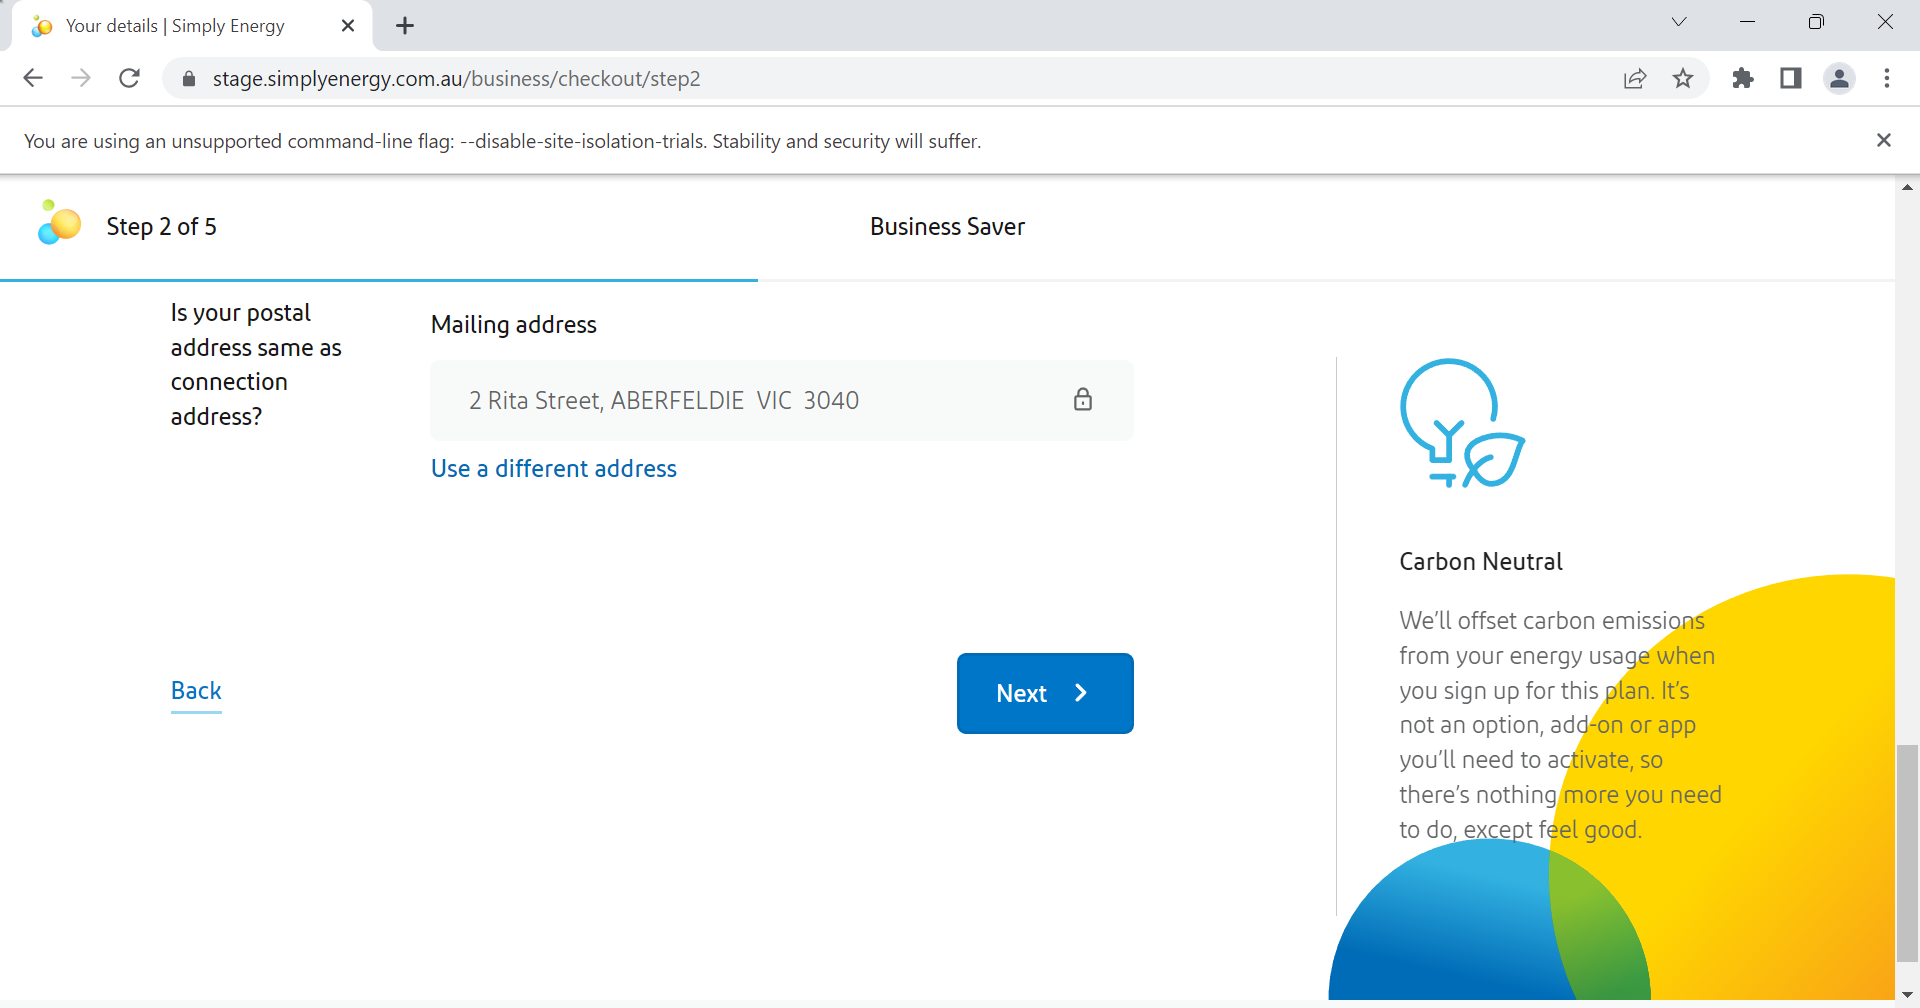 Your details | Simply Energy
stage.simplyenergy.com.au/business/checkout/step2
You are using an unsupported command-line flag: --disable-site-isolation-trials. Stability and security will suffer.
Step 2 of 5
Business Saver
Is your postal
address same as
connection
address?
Mailing address
2 Rita Street, ABERFELDIE  VIC  3040
Use a different address
Back
Next
Carbon Neutral
We'll offset carbon emissions
from your energy usage when
you sign up for this plan. It's
not an option, add-on or app
you'll need to activate, so
there's nothing more you need
to do, except feel good.